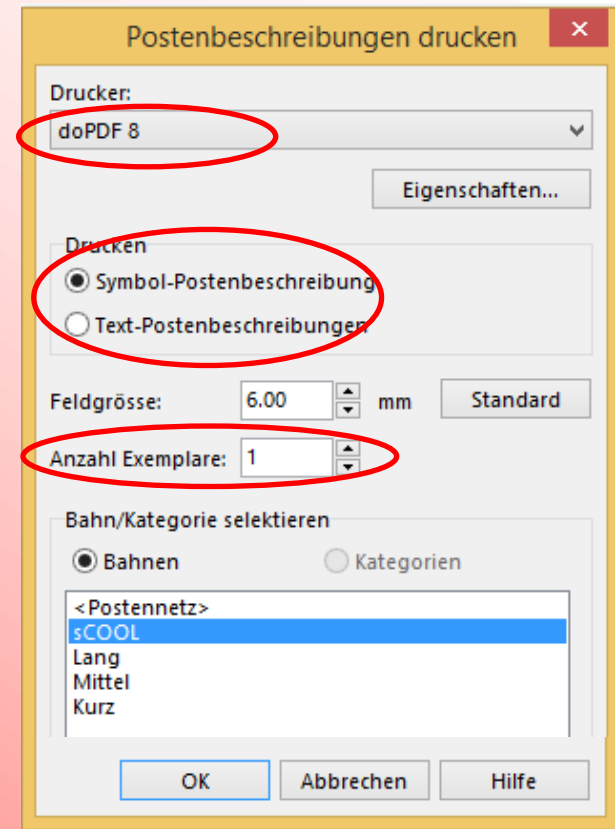 Postenbeschreibungen drucken
Drucker:
doPDF 8
Eigenschaften...
Drucken
Symbol-Postenbeschreibung
Text-Postenbeschreibungen
Feldgrösse: 6.00 mm Standard
Anzahl Exemplare: 1
Bahn/Kategorie selektieren
Bahnen Kategorien
<Postennetz>
sCOOL
Lang
Mittel
Kurz
OK Abbrechen Hilfe